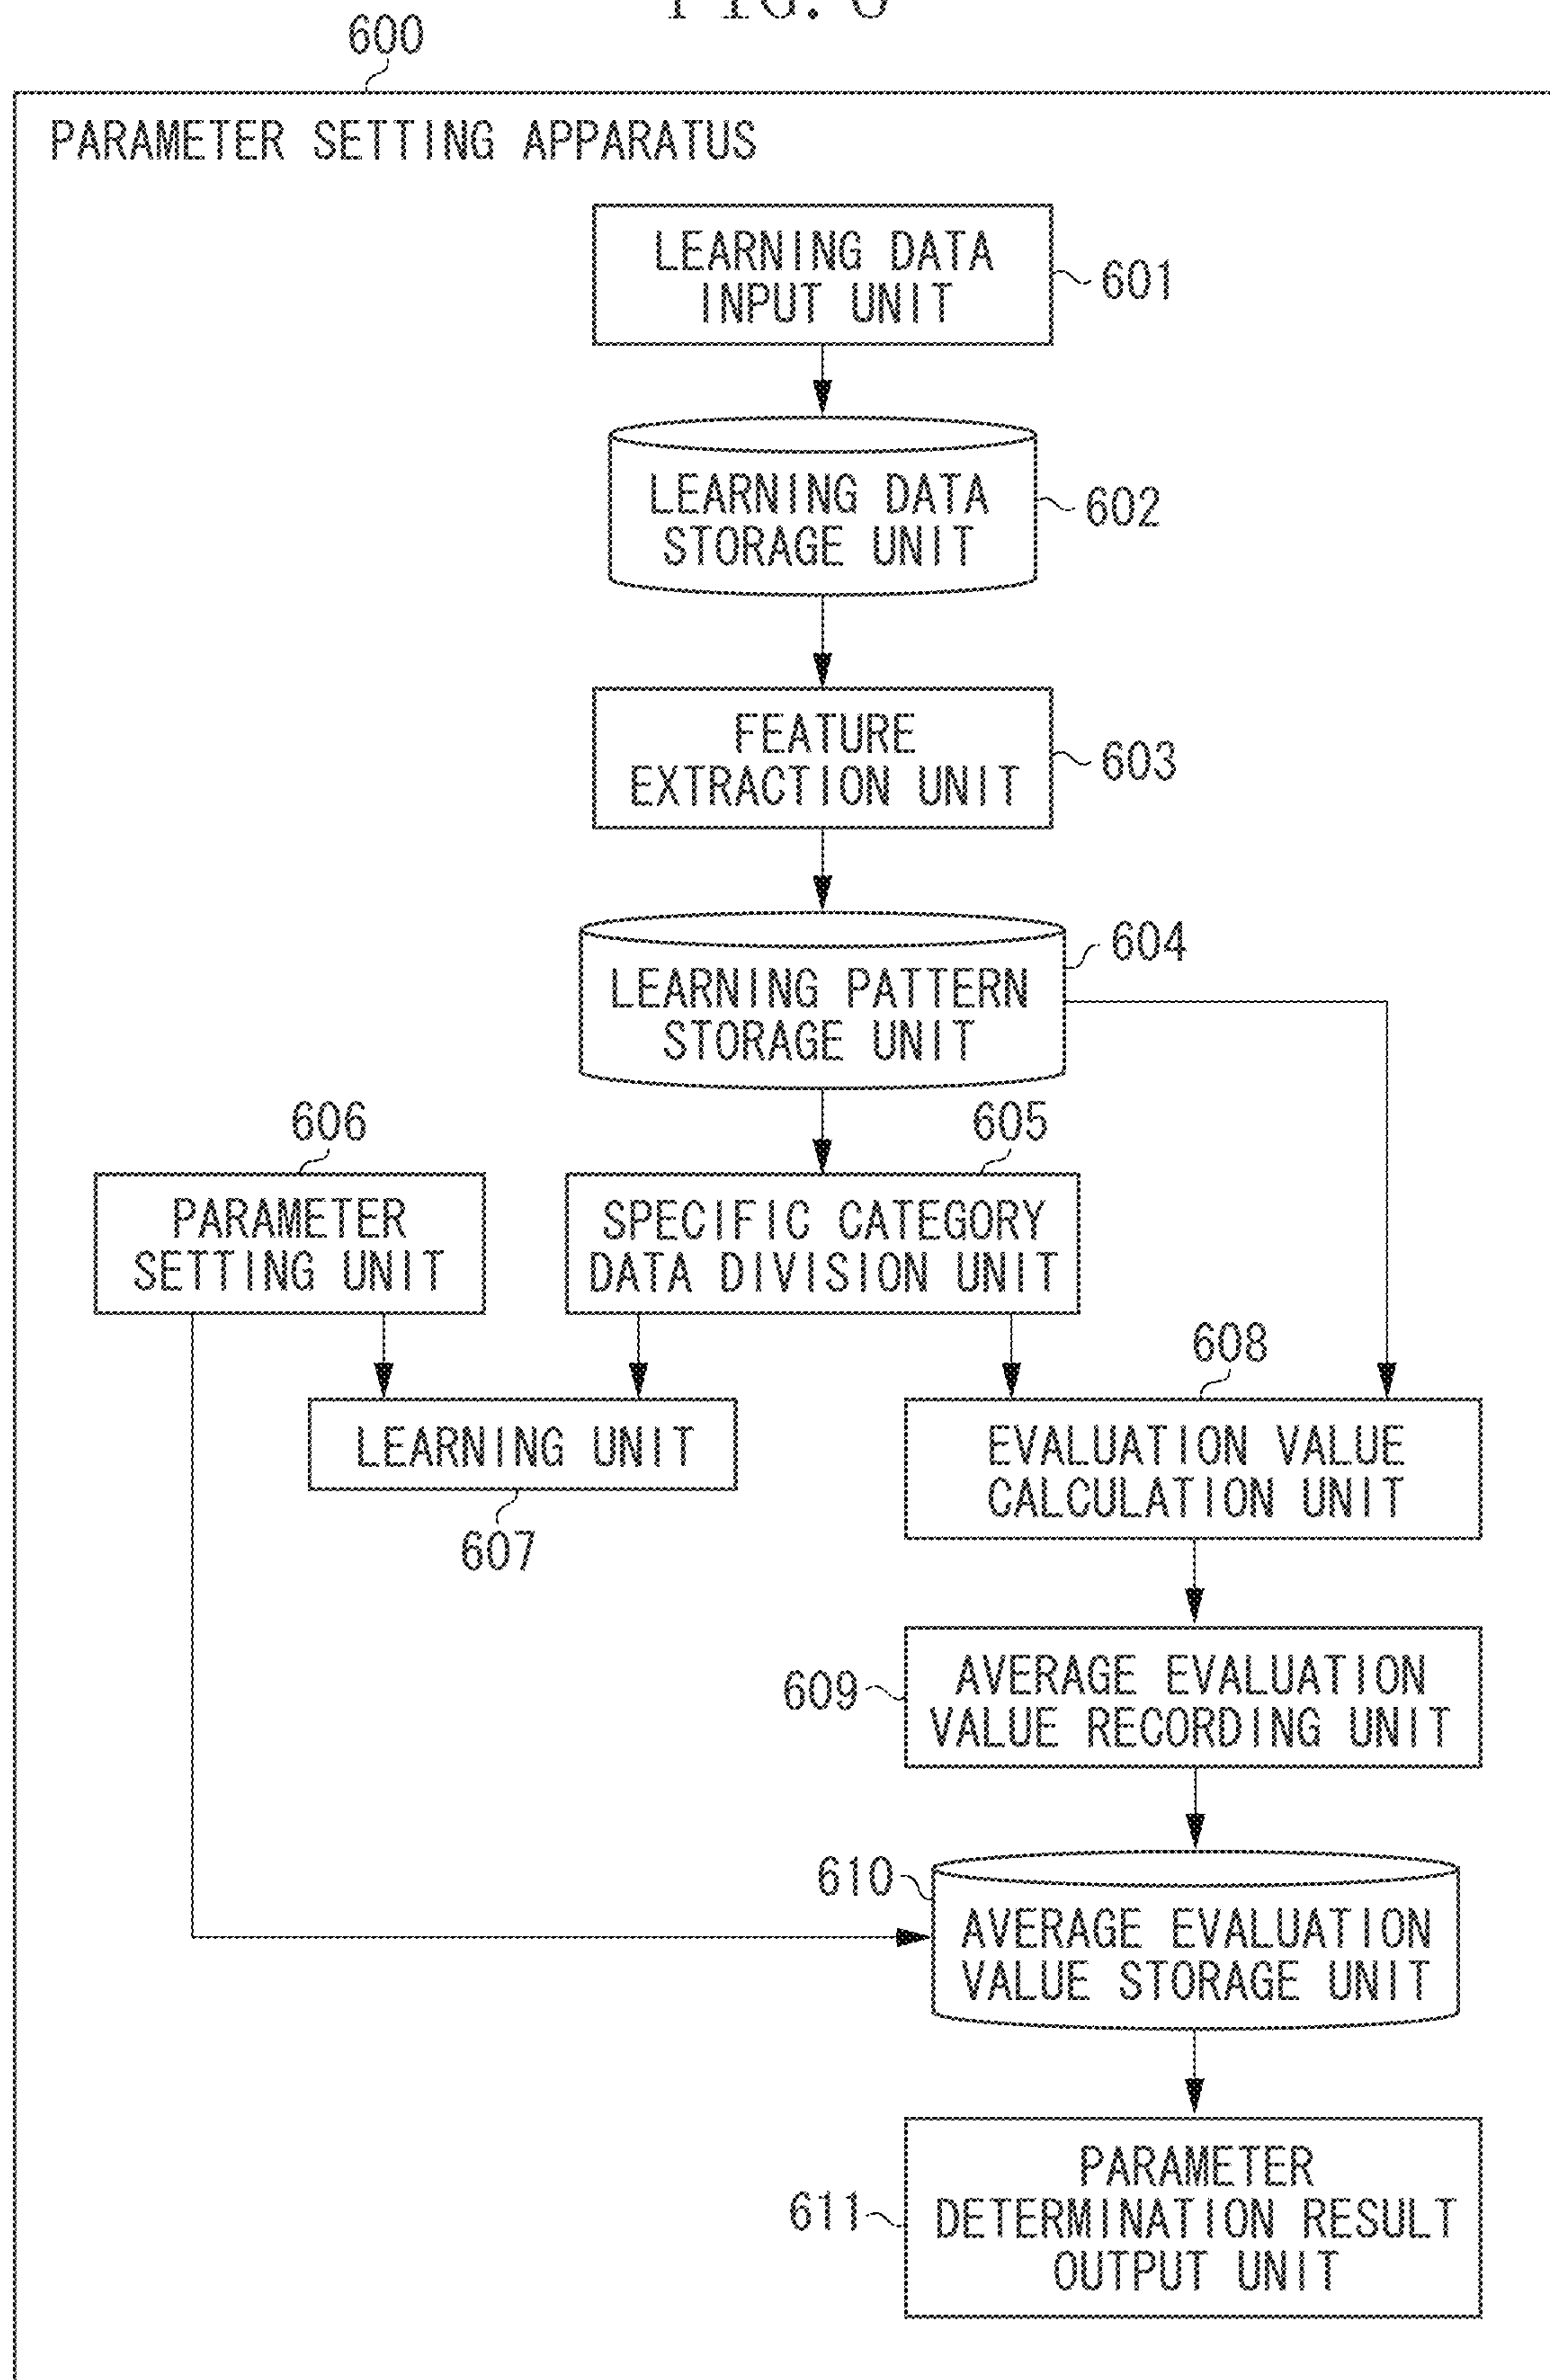 600
PARAMETER SETTING APPARATUS
LEARNING DATA
INPUT UNIT
601
LEARNING DATA
STORAGE UNIT
602
FEATURE
EXTRACTION UNIT
603
LEARNING PATTERN
STORAGE UNIT
604
606
605
PARAMETER
SETTING UNIT
SPECIFIC CATEGORY
DATA DIVISION UNIT
608
LEARNING UNIT
607
EVALUATION VALUE
CALCULATION UNIT
609
AVERAGE EVALUATION
VALUE RECORDING UNIT
610
AVERAGE EVALUATION
VALUE STORAGE UNIT
611
PARAMETER
DETERMINATION RESULT
OUTPUT UNIT